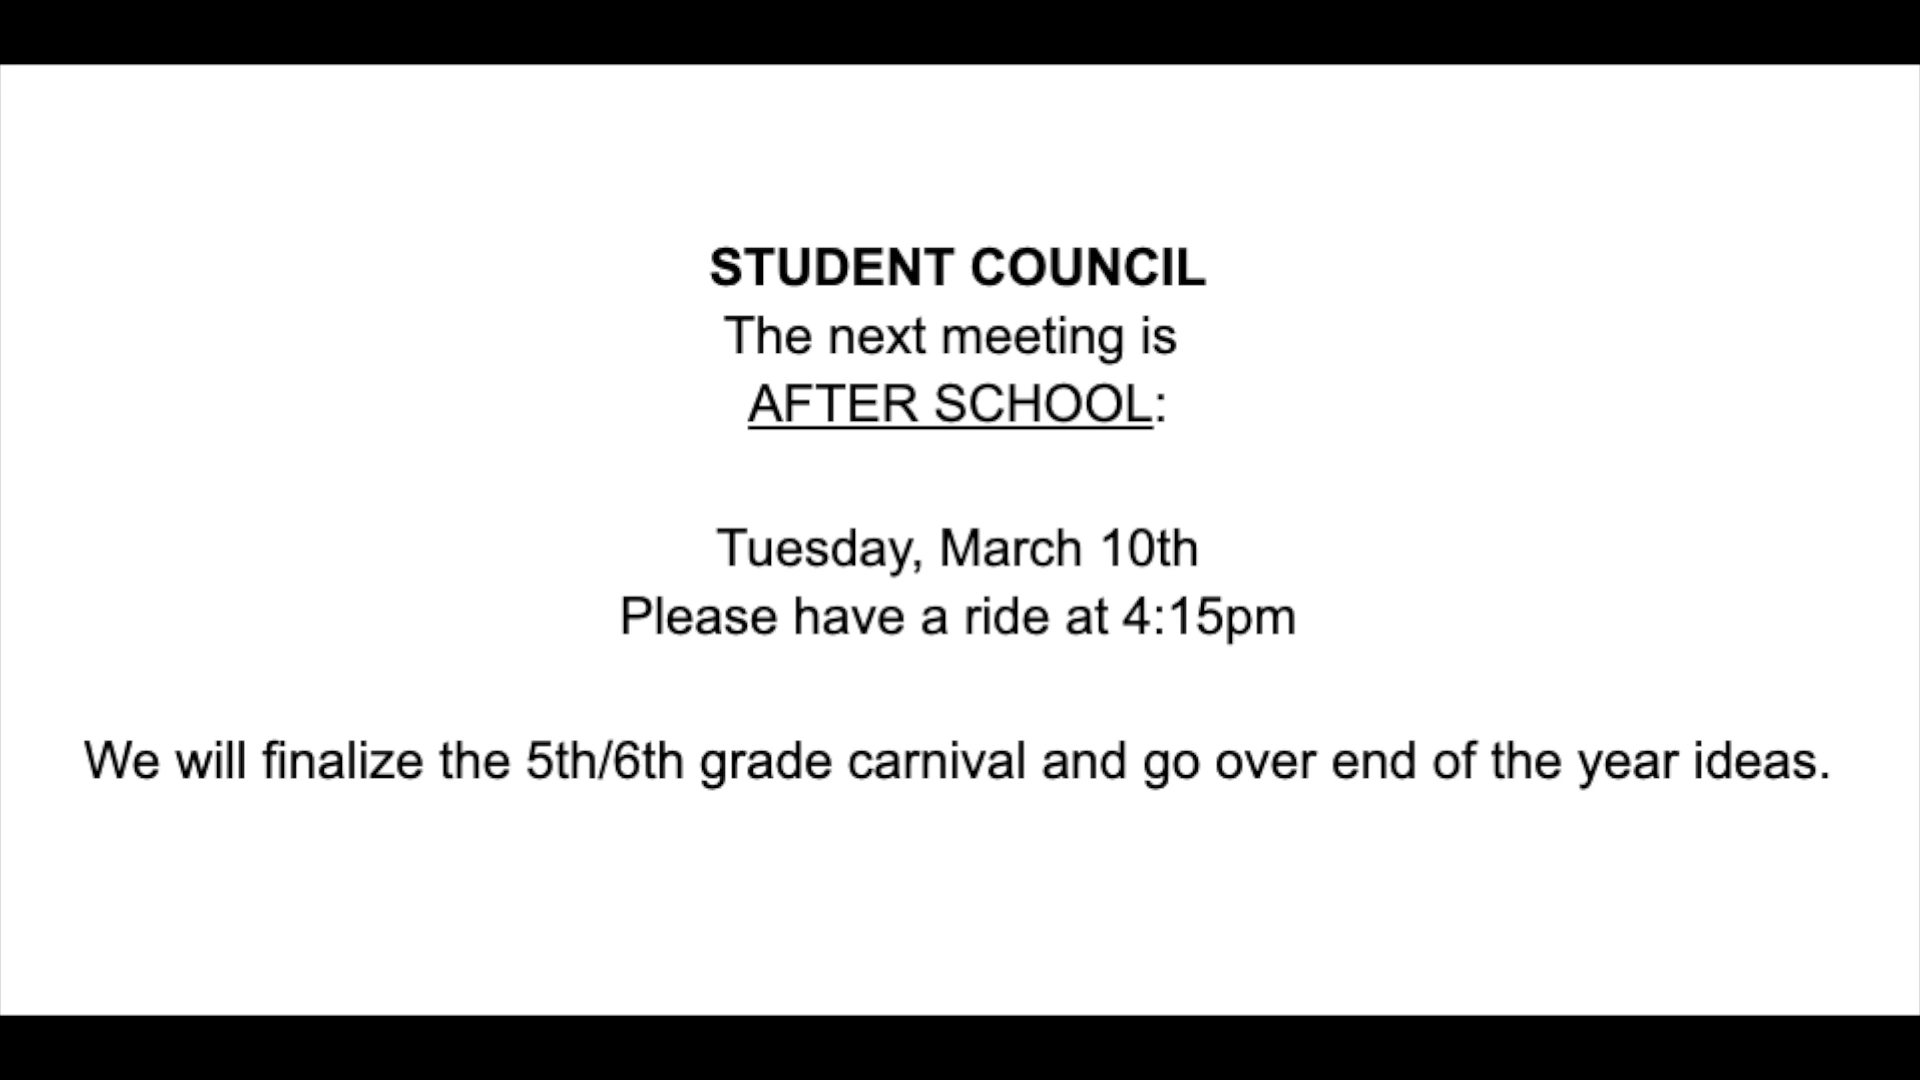 STUDENT COUNCIL
The next meeting is
AFTER SCHOOL:
Tuesday, March 10th
Please have a ride at 4:15pm
We will finalize the 5th/6th grade carnival and go over end of the year ideas.